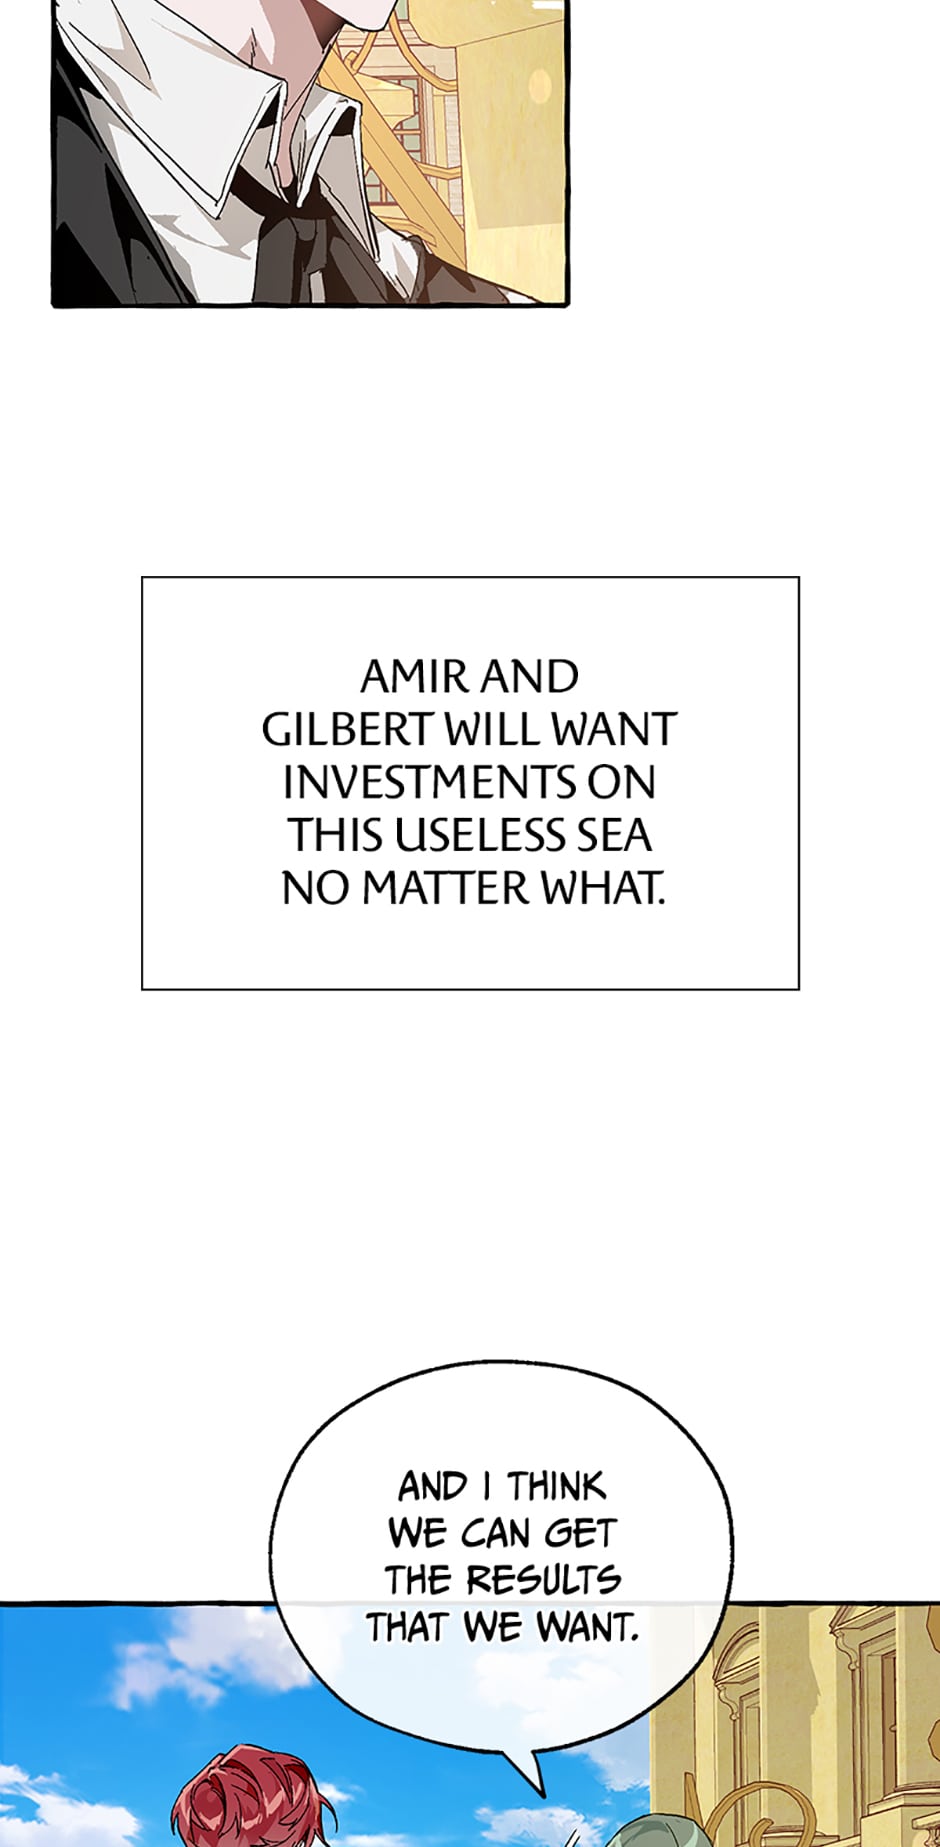 AMIR AND
GILBERT WILL WANT
INVESTMENTS ON
THIS USELESS SEA
NO MATTER WHAT.
AND I THINK
WE CAN GET
THE RESULTS
THAT WE WANT.